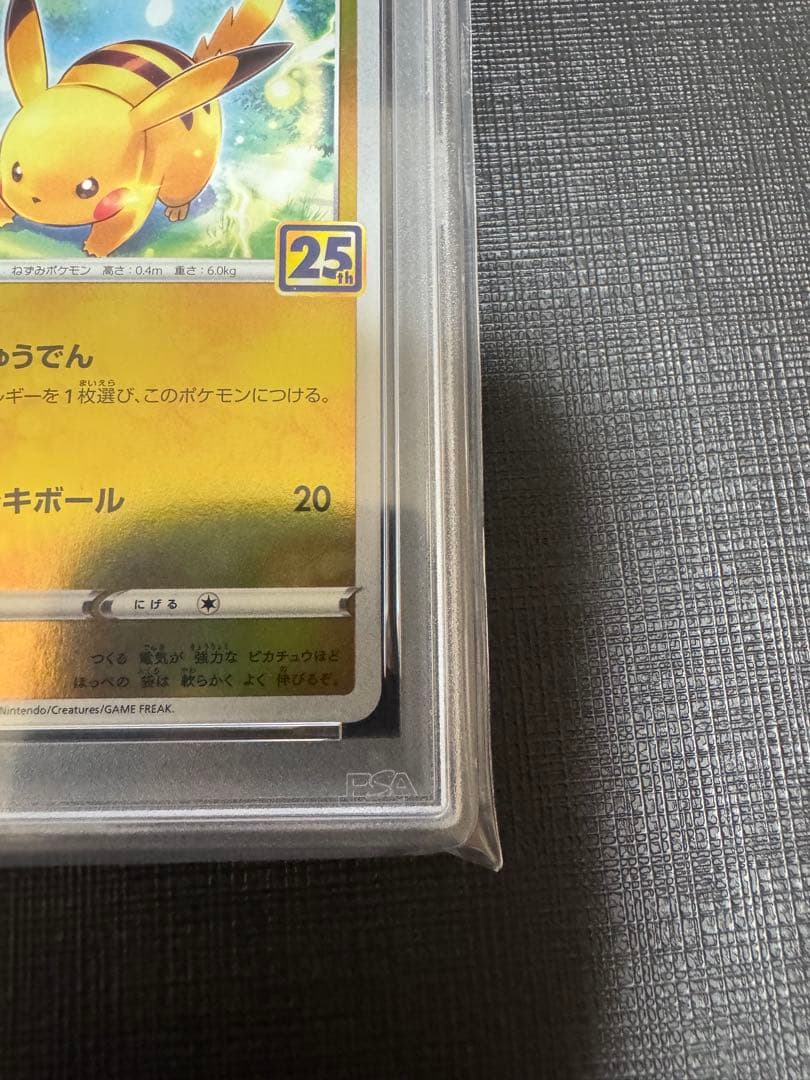 ねずみポケモン 高さ:0.4m 重さ:6.0kg
25th
ゅうでん
ルギーを1枚選び、このポケモンにつける。
まいえら
キボール 20
にげる
つくる 電気が 強力な ピカチュウほど
ほっぺの 袋は 軟らかく よく 伸びるぞ。
Nintendo/Creatures/GAME FREAK.
PSA